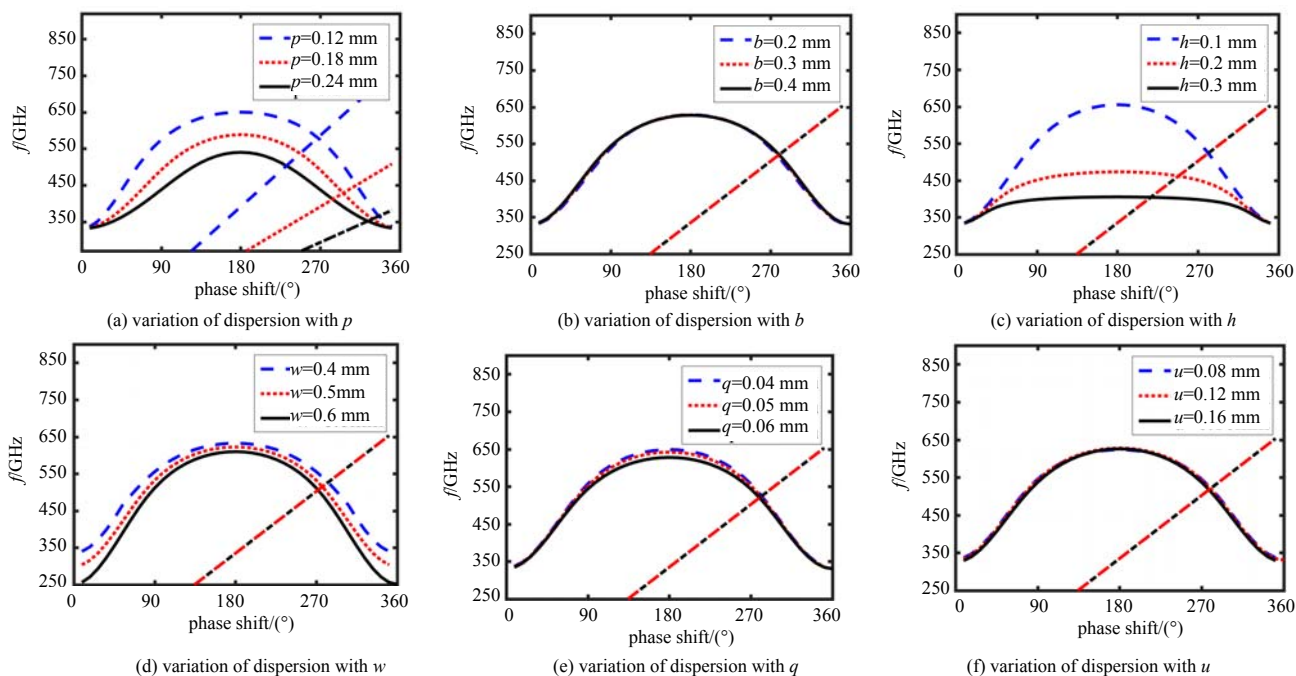 850
750
650
550
450
350
f/GHz
p=0.12 mm
p=0.18 mm
p=0.24 mm
0 90 180 270 360
phase shift/(°)
(a) variation of dispersion with p
850
750
650
550
450
350
250
f/GHz
b=0.2 mm
b=0.3 mm
b=0.4 mm
0 90 180 270 360
phase shift/(°)
(b) variation of dispersion with b
850
750
650
550
450
350
250
f/GHz
h=0.1 mm
h=0.2 mm
h=0.3 mm
0 90 180 270 360
phase shift/(°)
(c) variation of dispersion with h
850
750
650
550
450
350
250
f/GHz
w=0.4 mm
w=0.5mm
w=0.6 mm
0 90 180 270 360
phase shift/(°)
(d) variation of dispersion with w
850
750
650
550
450
350
250
f/GHz
q=0.04 mm
q=0.05 mm
q=0.06 mm
0 90 180 270 360
phase shift/(°)
(e) variation of dispersion with q
850
750
650
550
450
350
250
f/GHz
u=0.08 mm
u=0.12 mm
u=0.16 mm
0 90 180 270 360
phase shift/(°)
(f) variation of dispersion with u